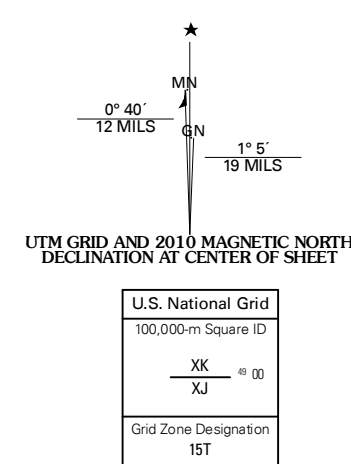 MN
0° 40´
12 MILS
GN
1° 5´
19 MILS
UTM GRID AND 2010 MAGNETIC NORTH
DECLINATION AT CENTER OF SHEET
U.S. National Grid
100,000-m Square ID
XK
49 00
XJ
Grid Zone Designation
15T